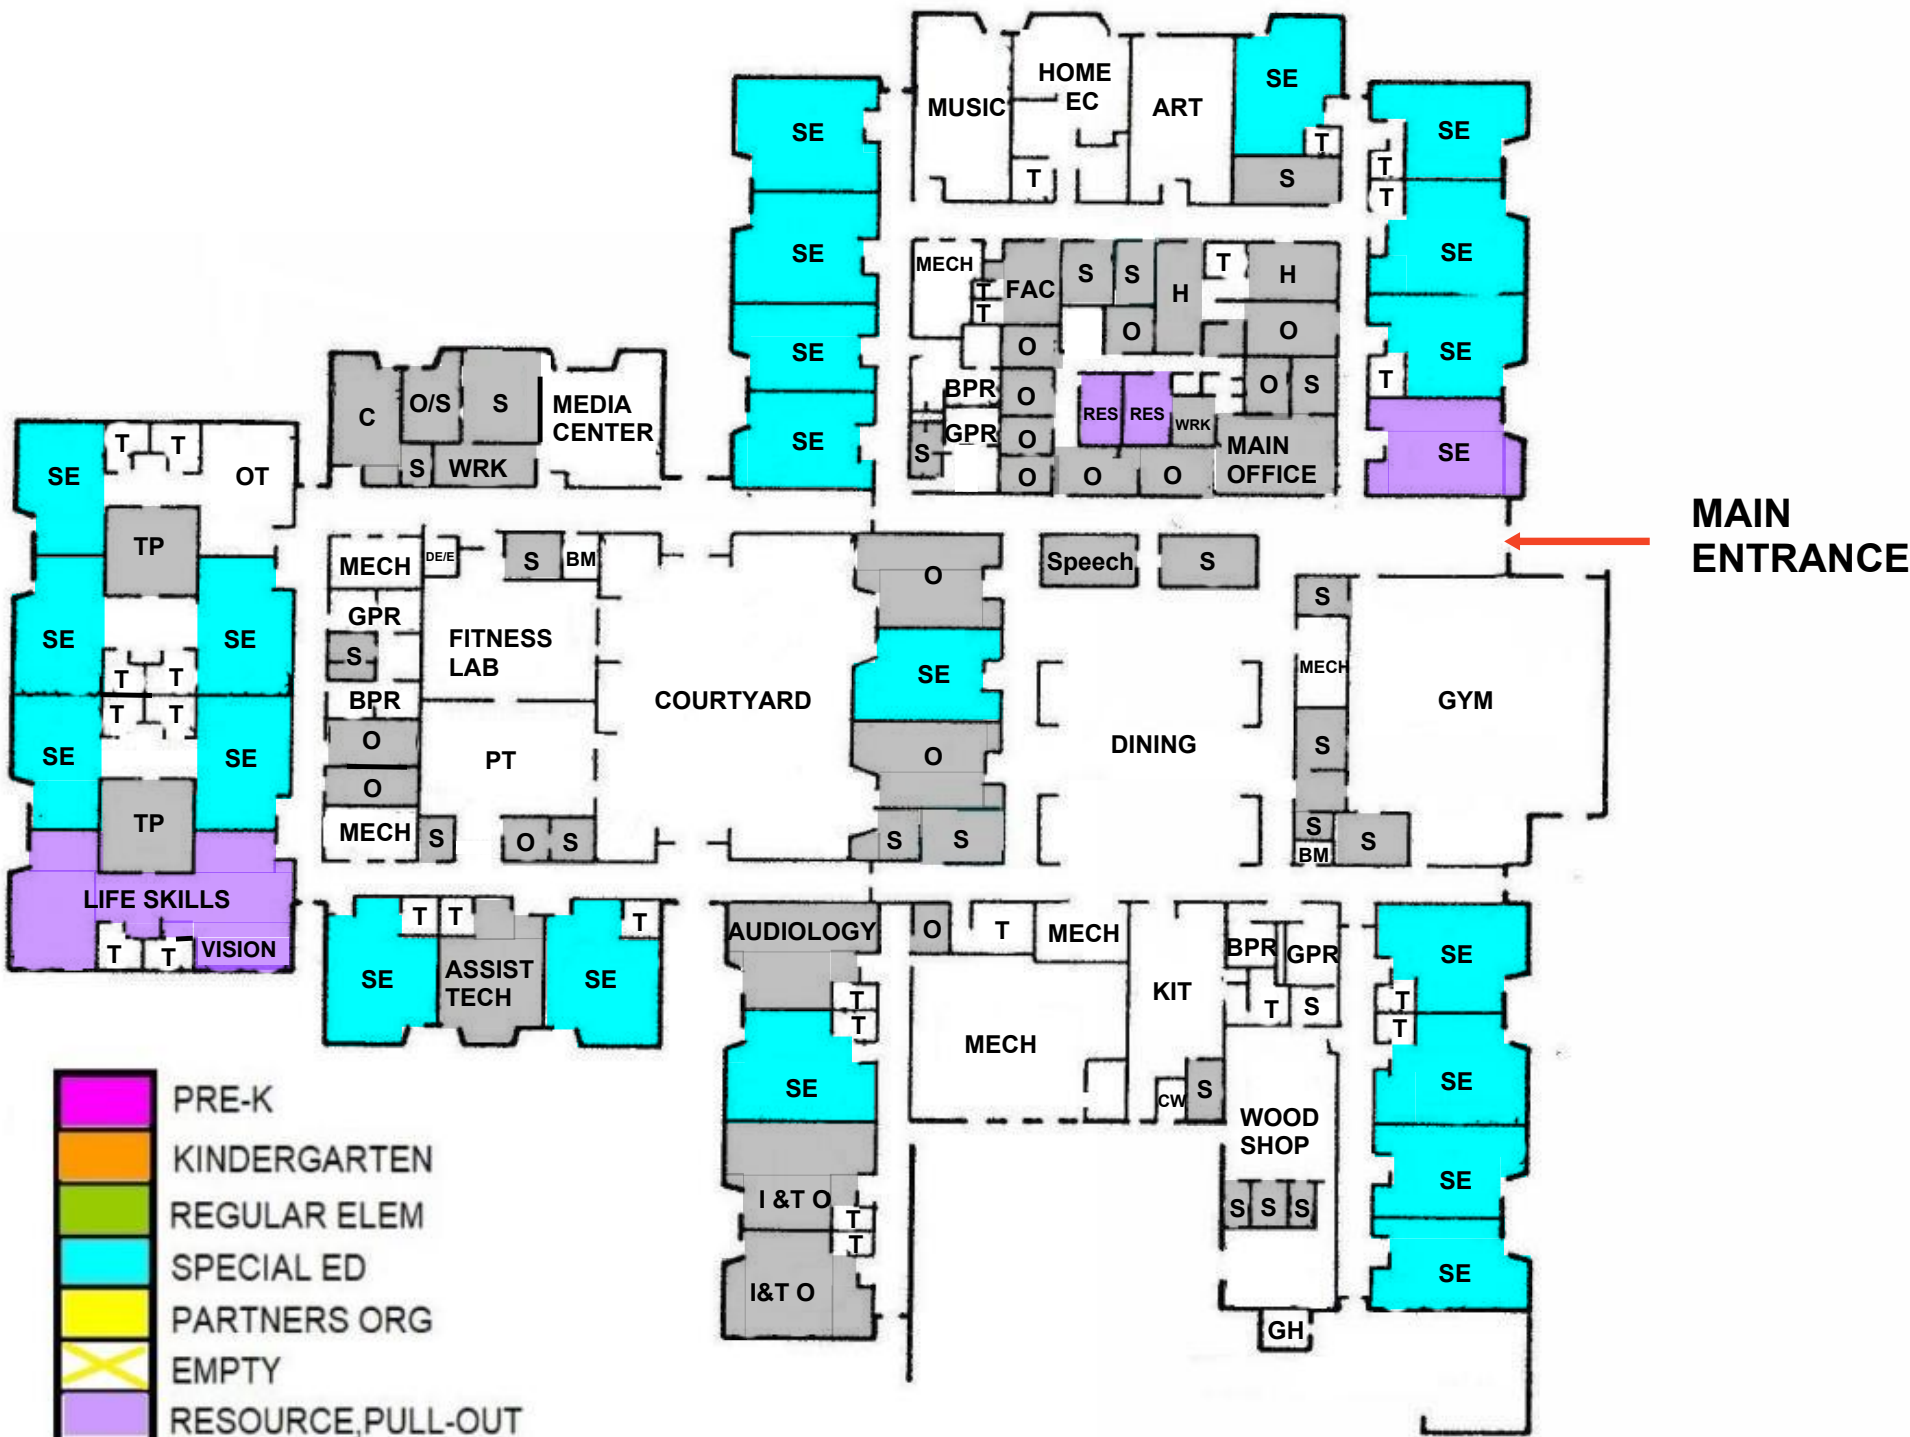 HOME
EC
SE
MUSIC
ART
SE
SE
T
T
T
S
T
SE
MECH
S
S
T
H
SE
FAC
H
T
T
O
O
SE
O
SE
MEDIA
CENTER
C
O/S
S
BPR
O
RES
RES
WRK
O
S
T
GPR
O
SE
S
WRK
S
O
O
O
MAIN
OFFICE
SE
SE
T
T
OT
TP
MAIN
ENTRANCE
MECH
DE/E
S
BM
O
Speech
S
GPR
S
SE
SE
FITNESS
LAB
S
SE
MECH
T
T
T
T
BPR
COURTYARD
GYM
O
SE
SE
PT
O
DINING
S
O
TP
MECH
S
O
S
S
S
S
BM
S
LIFE SKILLS
T
T
VISION
T
T
T
SE
ASSIST
TECH
SE
AUDIOLOGY
O
T
MECH
BPR
GPR
SE
T
T
KIT
T
S
T
T
MECH
SE
CW
S
WOOD
SHOP
SE
I &T O
T
T
S
S
S
SE
I&T O
SE
GH
PRE-K
KINDERGARTEN
REGULAR ELEM
SPECIAL ED
PARTNERS ORG
EMPTY
RESOURCE,PULL-OUT